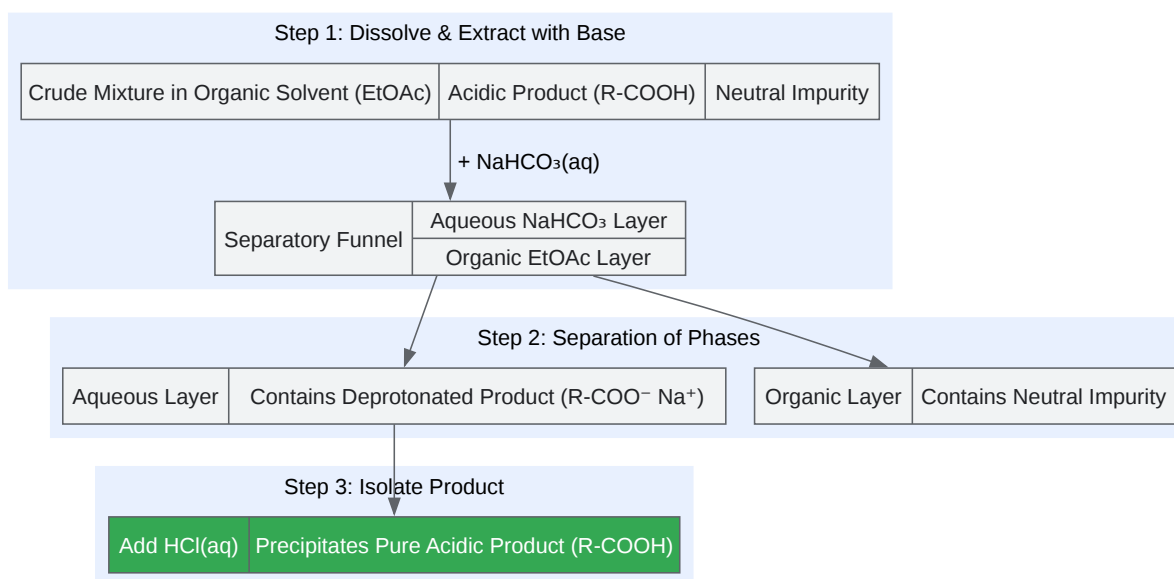 Step 1: Dissolve & Extract with Base
Crude Mixture in Organic Solvent (EtOAc)
Acidic Product (R-COOH)
Neutral Impurity
+ NaHCO₃(aq)
Separatory Funnel
Aqueous NaHCO₃ Layer
Organic EtOAc Layer
Step 2: Separation of Phases
Aqueous Layer
Contains Deprotonated Product (R-COO⁻ Na⁺)
Organic Layer
Contains Neutral Impurity
Step 3: Isolate Product
Add HCl(aq)
Precipitates Pure Acidic Product (R-COOH)